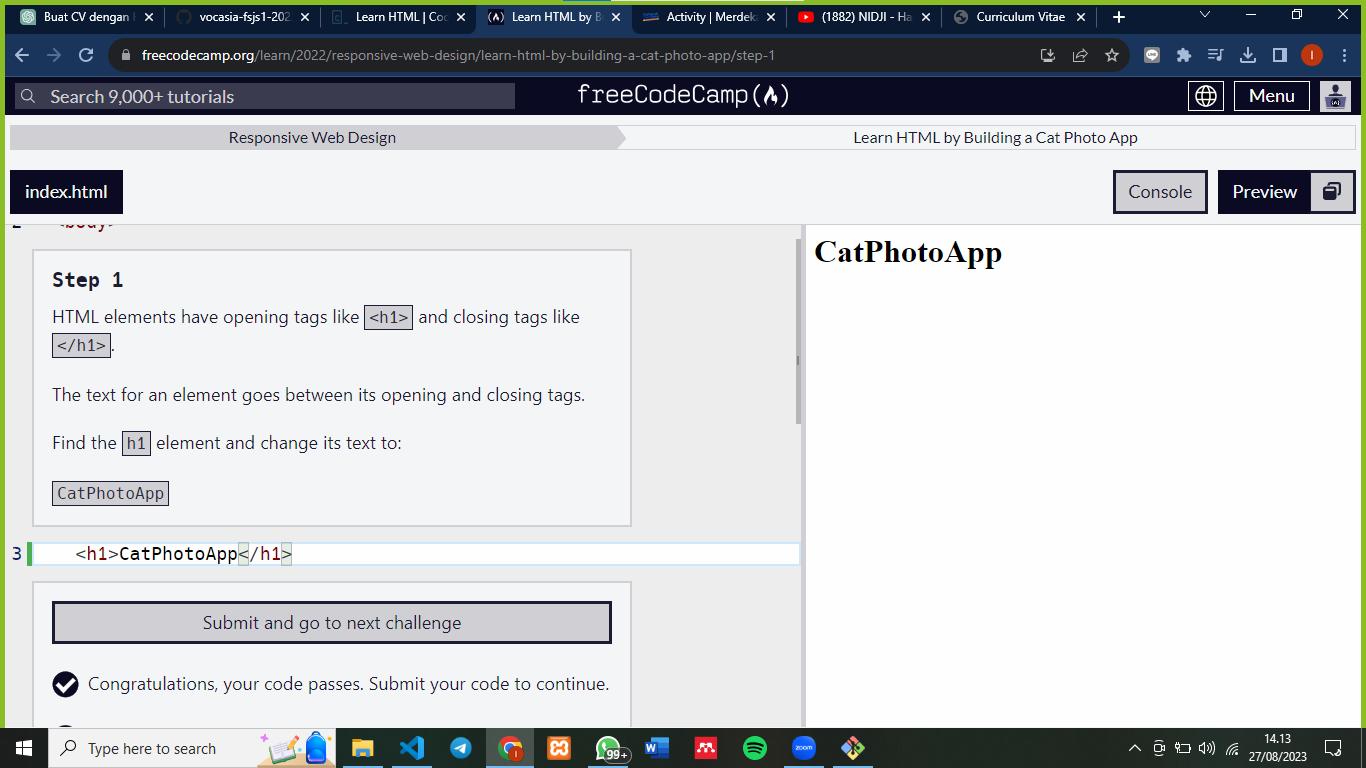 Buat CV dengan
vocasia-fsjs1-202
Learn HTML | Co
Learn HTML by B
Activity | Merdek
(1882) NIDJI - Ha
Curriculum Vitae
freecodecamp.org/learn/2022/responsive-web-design/learn-html-by-building-a-cat-photo-app/step-1
I
Search 9,000+ tutorials
freeCodeCamp
Menu
Responsive Web Design
Learn HTML by Building a Cat Photo App
index.html
Console
Preview
2 <body>
CatPhotoApp
Step 1
HTML elements have opening tags like <h1> and closing tags like
</h1>.
The text for an element goes between its opening and closing tags.
Find the h1 element and change its text to:
CatPhotoApp
3 <h1>CatPhotoApp</h1>
Submit and go to next challenge
Congratulations, your code passes. Submit your code to continue.
Type here to search
99+
zoom
14.13
27/08/2023